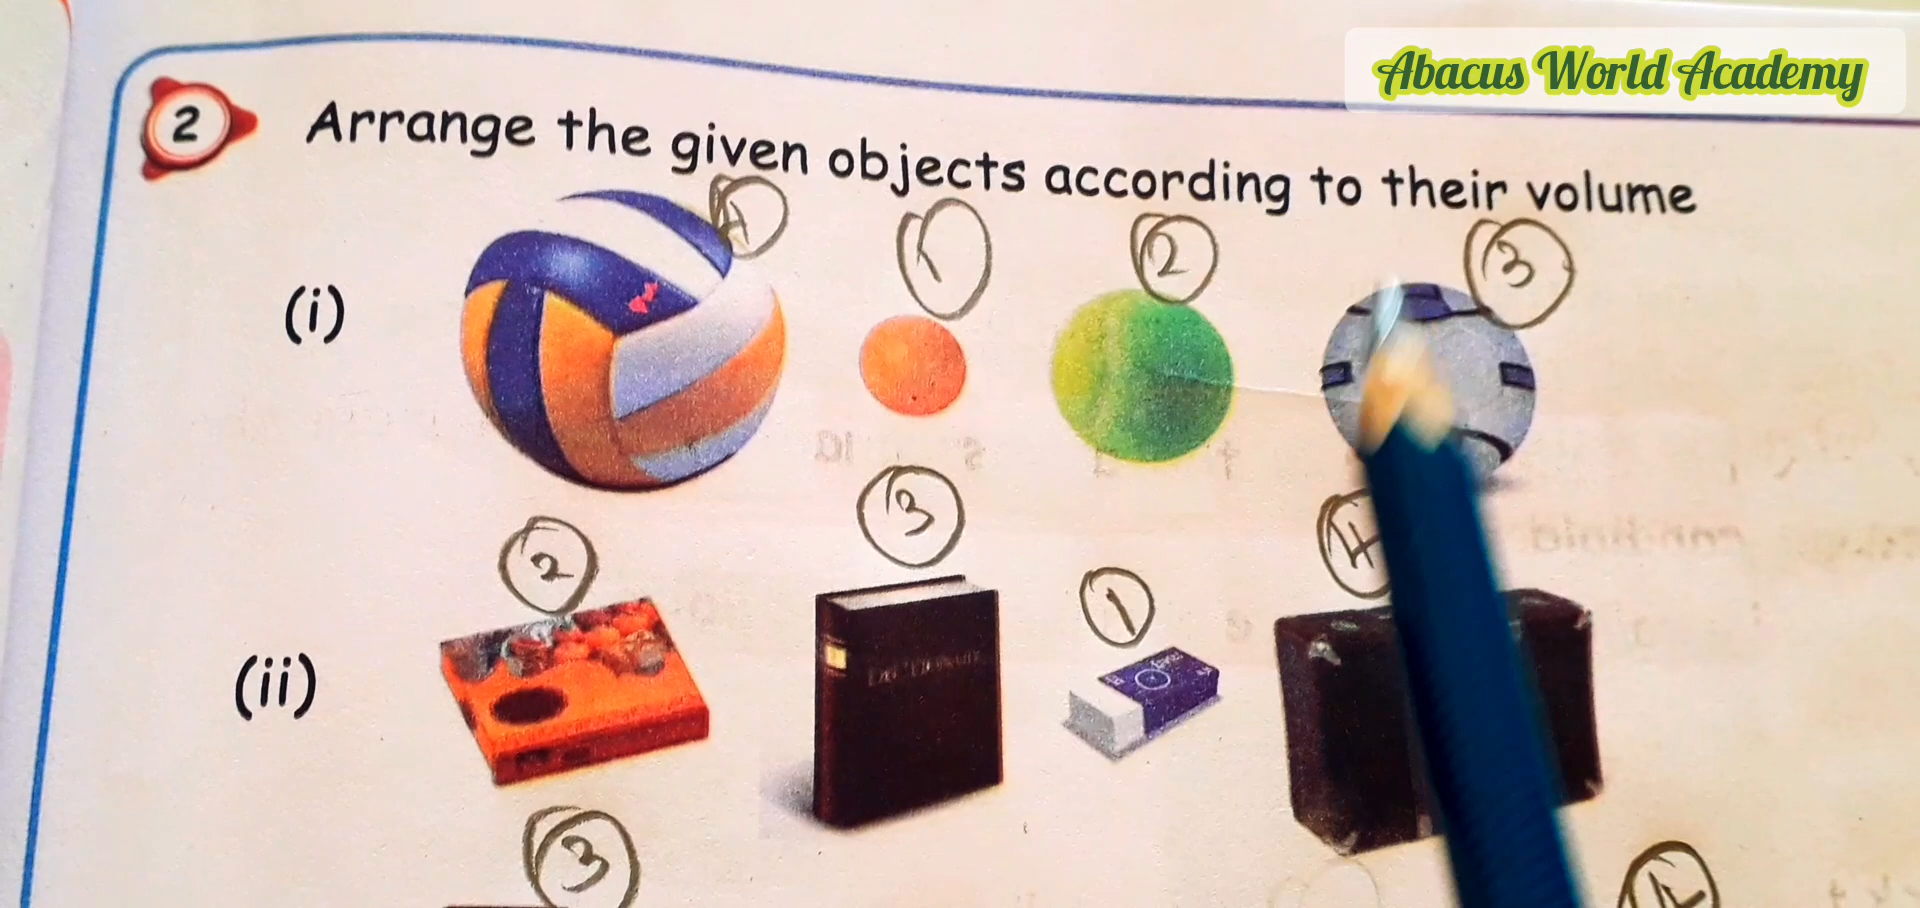 Abacus World Academy
2 Arrange the given objects according to their volume
4 1 2 3
(i)
2 3 1 4
(ii)
3 4